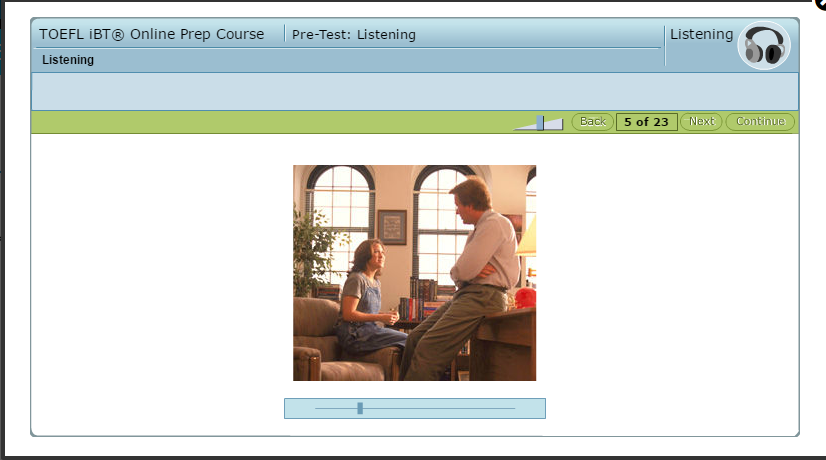 TOEFL iBT® Online Prep Course Pre-Test: Listening Listening
Listening
Back 5 of 23 Next Continue